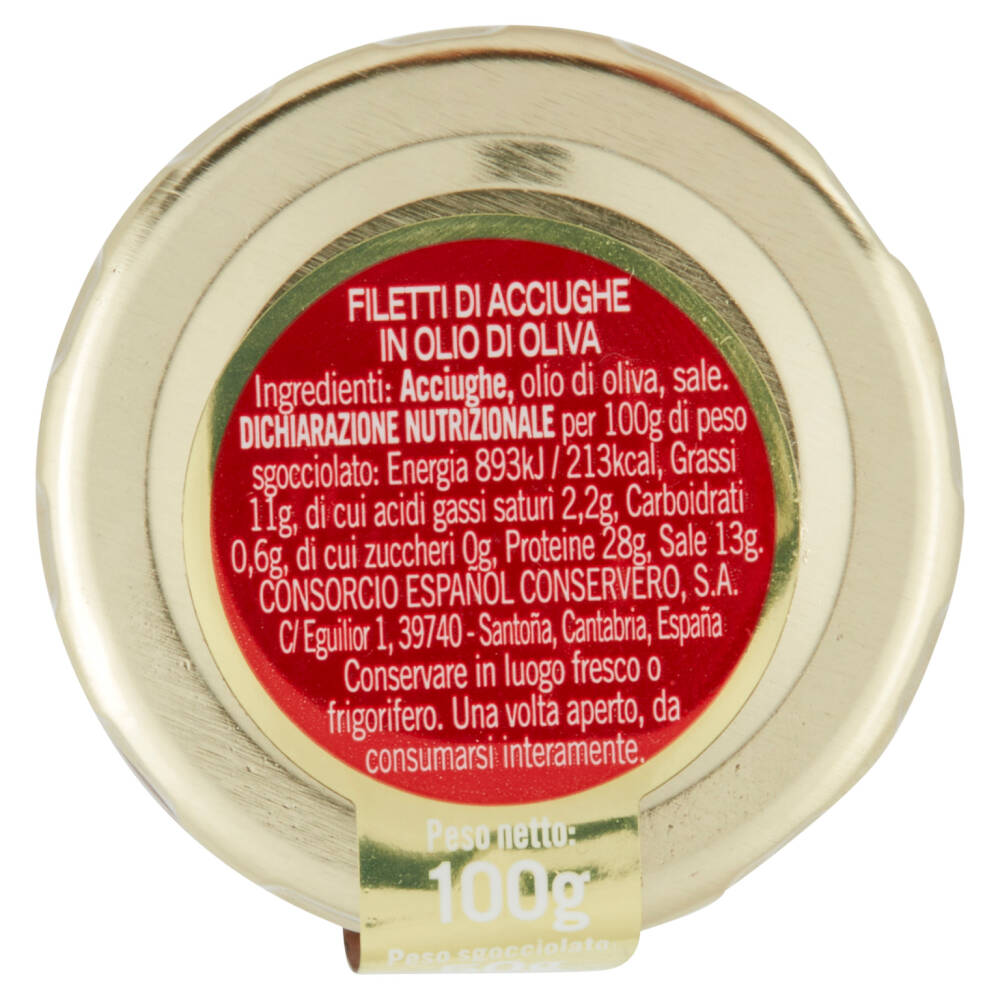 FILETTI DI ACCIUGHE
IN OLIO DI OLIVA
Ingredienti: Acciughe, olio di oliva, sale.
DICHIARAZIONE NUTRIZIONALE per 100g di peso
sgocciolato: Energia 893kJ / 213kcal, Grassi
11g, di cui acidi gassi saturi 2,2g, Carboidrati
0,6g, di cui zuccheri 0g, Proteine 28g, Sale 13g.
CONSORCIO ESPAÑOL CONSERVERO, S.A.
C/ Eguilior 1, 39740 - Santoña, Cantabria, España
Conservare in luogo fresco o
frigorifero. Una volta aperto, da
consumarsi interamente.
Peso netto:
100g
Peso sgocciolato